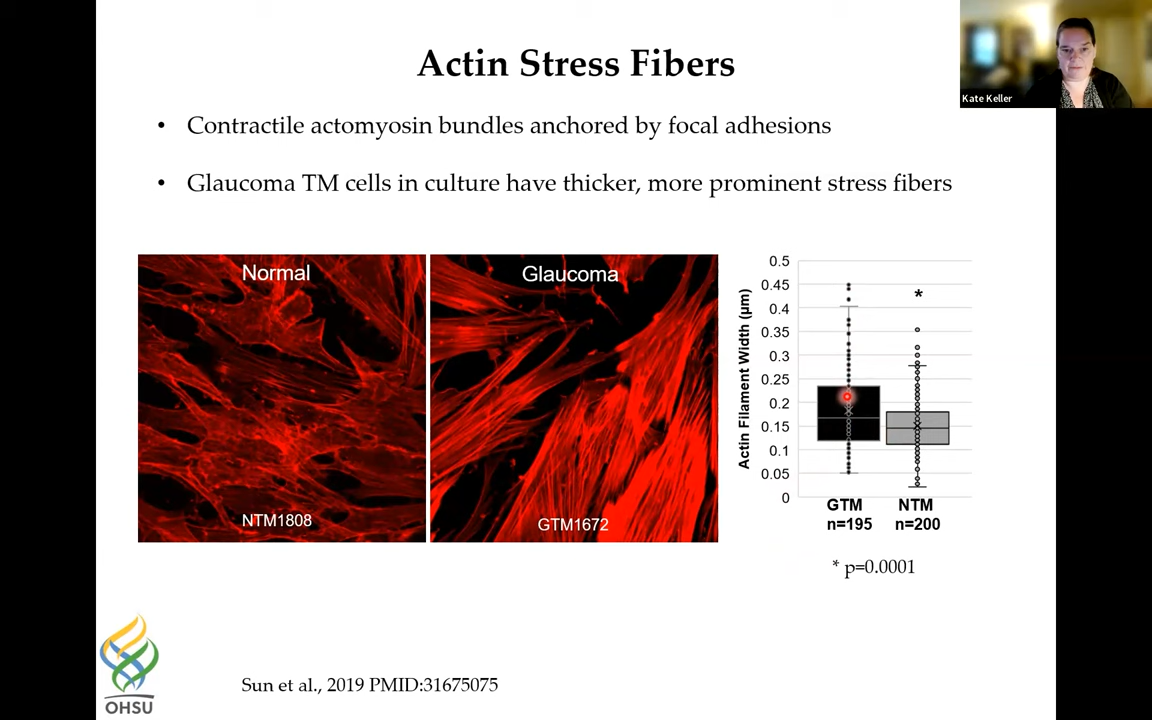 Actin Stress Fibers
Kate Keller
• Contractile actomyosin bundles anchored by focal adhesions
• Glaucoma TM cells in culture have thicker, more prominent stress fibers
Normal
NTM1808
Glaucoma
GTM1672
Actin Filament Width (µm)
0.5
0.45
0.4
0.35
0.3
0.25
0.2
0.15
0.1
0.05
0
*
GTM NTM
n=195 n=200
* p=0.0001
OHSU
Sun et al., 2019 PMID:31675075